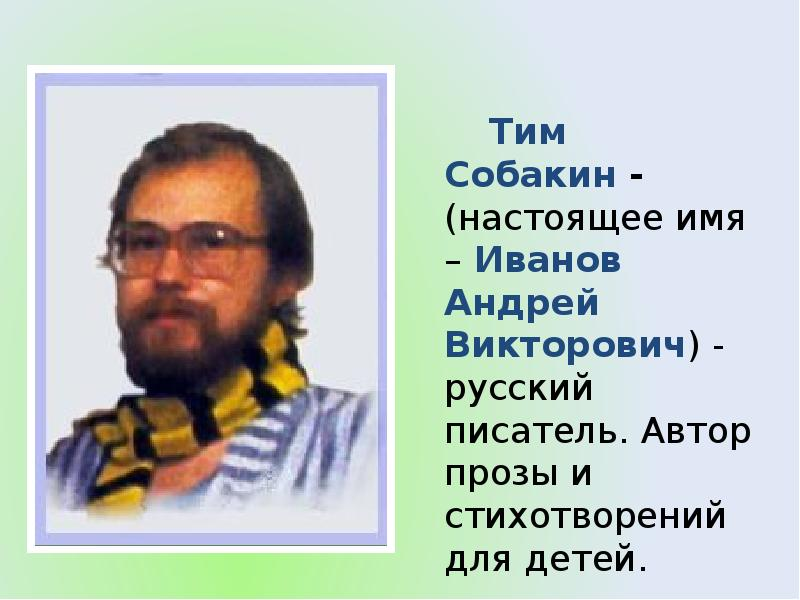 Тим
Собакин -
(настоящее имя
– Иванов
Андрей
Викторович) -
русский
писатель. Автор
прозы и
стихотворений
для детей.